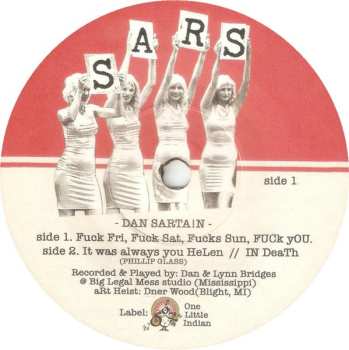 SARS
side 1
- DAN SARTA!N -
side 1. Fuck Fri, Fuck Sat, Fucks Sun, FUCk yOU.
side 2. It was always you HeLen // IN DeaTh
(PHILLIP GLASS)
Recorded & Played by: Dan & Lynn Bridges
@ Big Legal Mess studio (Mississippi)
aRt Heist: Dner Wood(Blight, MI)
Label:
One
Little
Indian